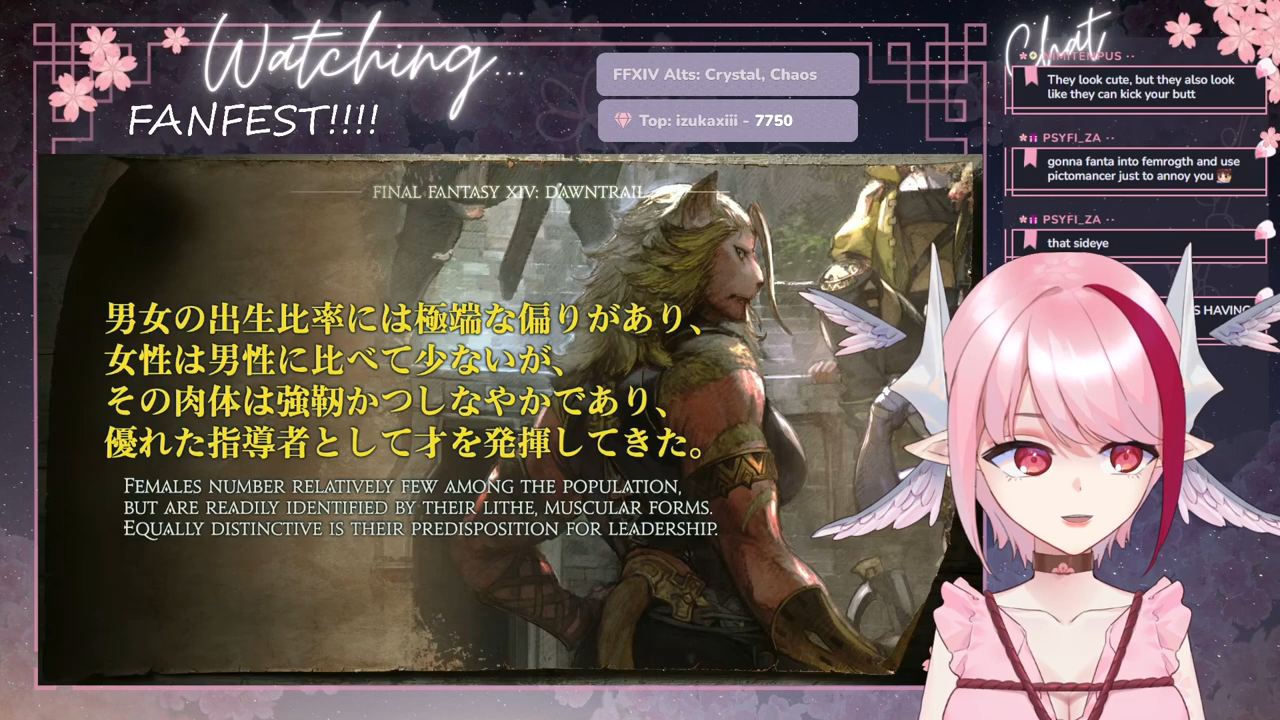 Watching...
FANFEST!!!!
FFXIV Alts: Crystal, Chaos
Top: izukaxiii - 7750
FINAL FANTASY XIV: DAWNTRAIL
男女の出生比率には極端な偏りがあり、
女性は男性に比べて少ないが、
その肉体は強靭かつしなやかであり、
優れた指導者として才を発揮してきた。
FEMALES NUMBER RELATIVELY FEW AMONG THE POPULATION,
BUT ARE READILY IDENTIFIED BY THEIR LITHE, MUSCULAR FORMS.
EQUALLY DISTINCTIVE IS THEIR PREDISPOSITION FOR LEADERSHIP.
Chat
They look cute, but they also look
like they can kick your butt
PSYFI_ZA
gonna fanta into femrogth and use
pictomancer just to annoy you
PSYFI_ZA
that sideye
HAVING